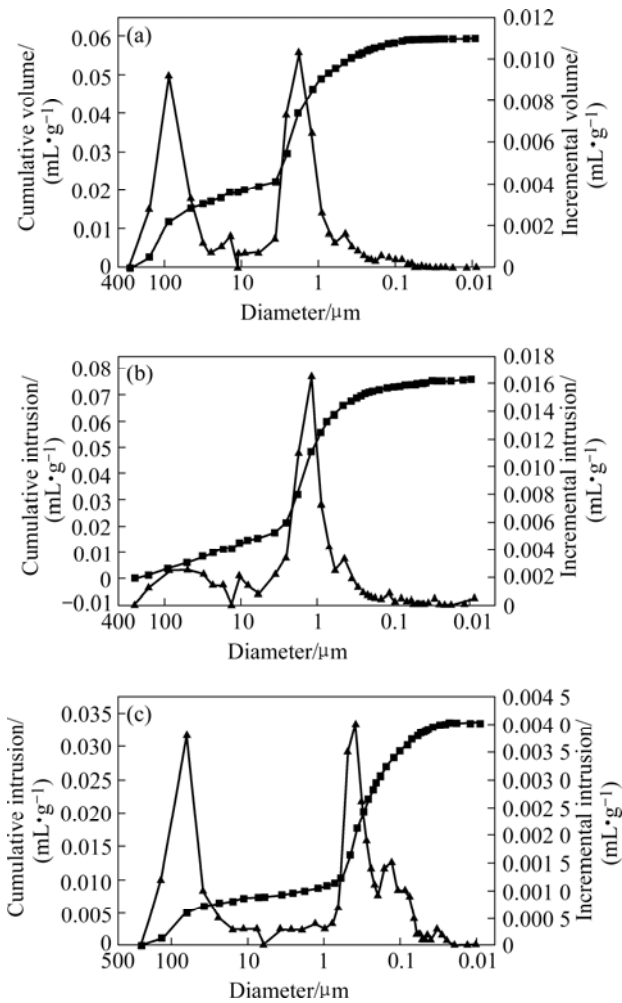 (a)
Cumulative volume/
(mL•g⁻¹)
0.06
0.05
0.04
0.03
0.02
0.01
0
0.012
0.010
0.008
0.006
0.004
0.002
0
Incremental volume/
(mL•g⁻¹)
400 100 10 1 0.1 0.01
Diameter/μm
(b)
Cumulative intrusion/
(mL•g⁻¹)
0.08
0.07
0.06
0.05
0.04
0.03
0.02
0.01
0
−0.01
0.018
0.016
0.014
0.012
0.010
0.008
0.006
0.004
0.002
0
Incremental intrusion/
(mL•g⁻¹)
400 100 10 1 0.1 0.01
Diameter/μm
(c)
Cumulative intrusion/
(mL•g⁻¹)
0.035
0.030
0.025
0.020
0.015
0.010
0.005
0
0.004 5
0.004 0
0.003 5
0.003 0
0.002 5
0.002 0
0.001 5
0.001 0
0.000 5
0
Incremental intrusion/
(mL•g⁻¹)
500 100 10 1 0.1 0.01
Diameter/μm